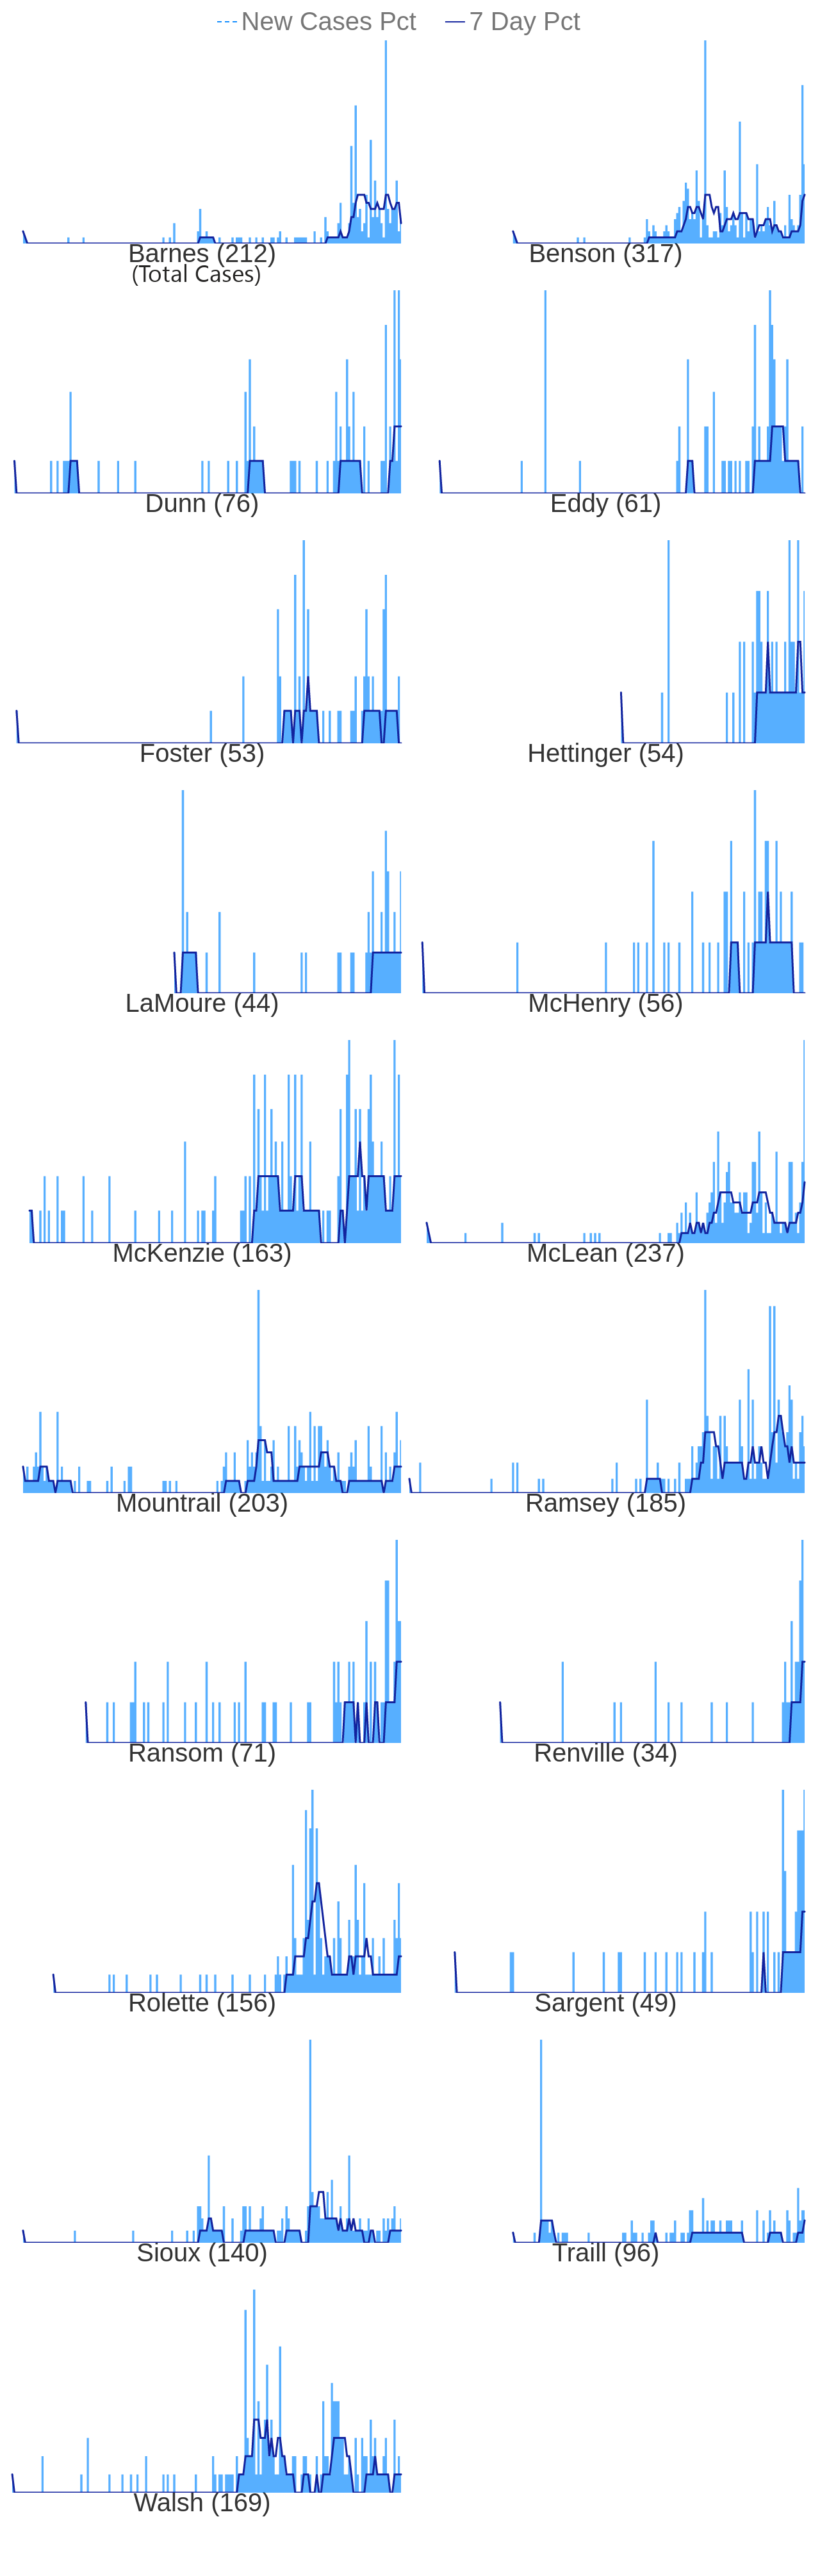 New Cases Pct 7 Day Pct
Barnes (212) Benson (317)
(Total Cases)
Dunn (76) Eddy (61)
Foster (53) Hettinger (54)
LaMoure (44) McHenry (56)
McKenzie (163) McLean (237)
Mountrail (203) Ramsey (185)
Ransom (71) Renville (34)
Rolette (156) Sargent (49)
Sioux (140) Traill (96)
Walsh (169)